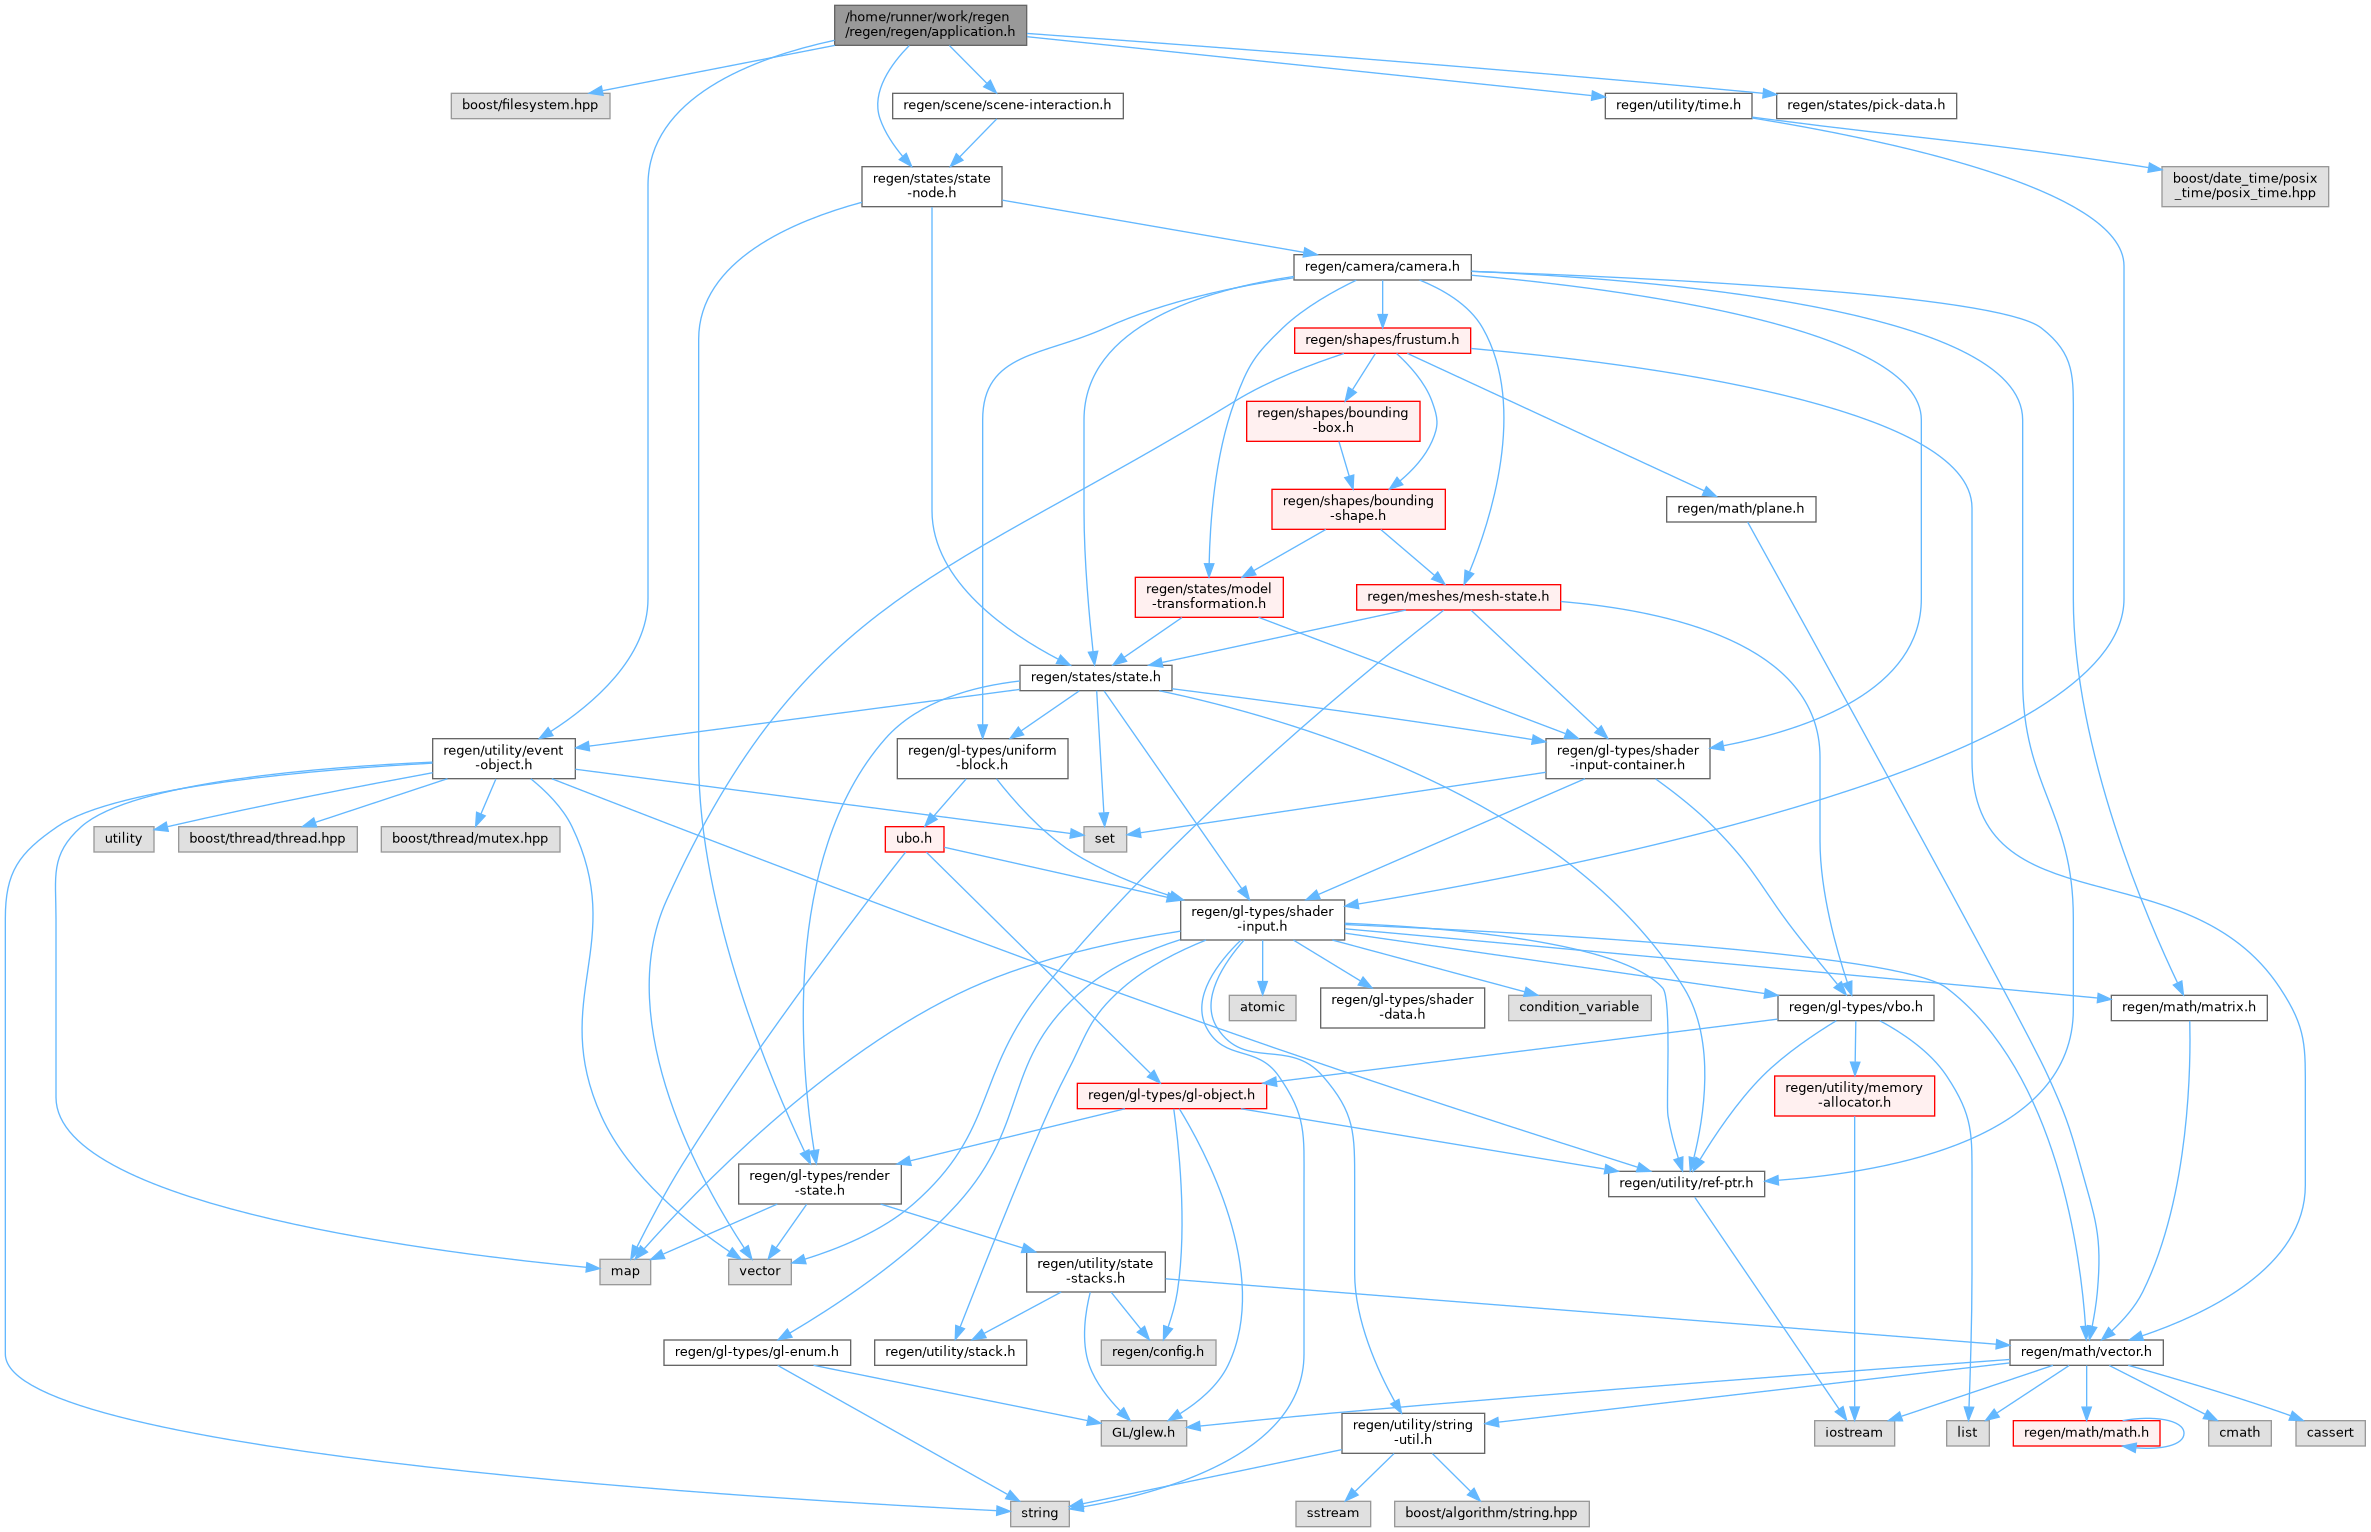 /home/runner/work/regen
/regen/regen/application.h
boost/filesystem.hpp
regen/scene/scene-interaction.h
regen/utility/time.h
regen/states/pick-data.h
regen/states/state
-node.h
boost/date_time/posix
_time/posix_time.hpp
regen/camera/camera.h
regen/shapes/frustum.h
regen/shapes/bounding
-box.h
regen/shapes/bounding
-shape.h
regen/math/plane.h
regen/states/model
-transformation.h
regen/meshes/mesh-state.h
regen/states/state.h
regen/utility/event
-object.h
regen/gl-types/uniform
-block.h
regen/gl-types/shader
-input-container.h
utility
boost/thread/thread.hpp
boost/thread/mutex.hpp
ubo.h
set
regen/gl-types/shader
-input.h
atomic
regen/gl-types/shader
-data.h
condition_variable
regen/gl-types/vbo.h
regen/math/matrix.h
regen/gl-types/gl-object.h
regen/utility/memory
-allocator.h
regen/gl-types/render
-state.h
regen/utility/ref-ptr.h
map
vector
regen/utility/state
-stacks.h
regen/gl-types/gl-enum.h
regen/utility/stack.h
regen/config.h
regen/math/vector.h
GL/glew.h
regen/utility/string
-util.h
iostream
list
regen/math/math.h
cmath
cassert
string
sstream
boost/algorithm/string.hpp